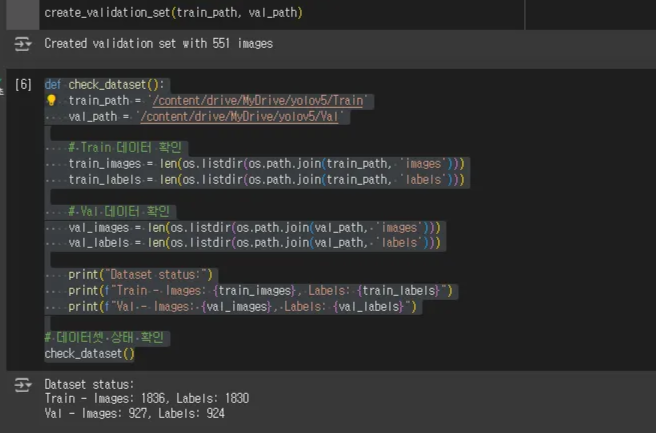 create_validation_set(train_path, val_path)
Created validation set with 551 images
[6] def check_dataset():
train_path = '/content/drive/MyDrive/yolov5/Train'
val_path = '/content/drive/MyDrive/yolov5/Val'
# Train 데이터 확인
train_images = len(os.listdir(os.path.join(train_path, 'images')))
train_labels = len(os.listdir(os.path.join(train_path, 'labels')))
# Val 데이터 확인
val_images = len(os.listdir(os.path.join(val_path, 'images')))
val_labels = len(os.listdir(os.path.join(val_path, 'labels')))
print("Dataset status:")
print(f"Train - Images: {train_images}, Labels: {train_labels}")
print(f"Val - Images: {val_images}, Labels: {val_labels}")
# 데이터셋 상태 확인
check_dataset()
Dataset status:
Train - Images: 1836, Labels: 1830
Val - Images: 927, Labels: 924